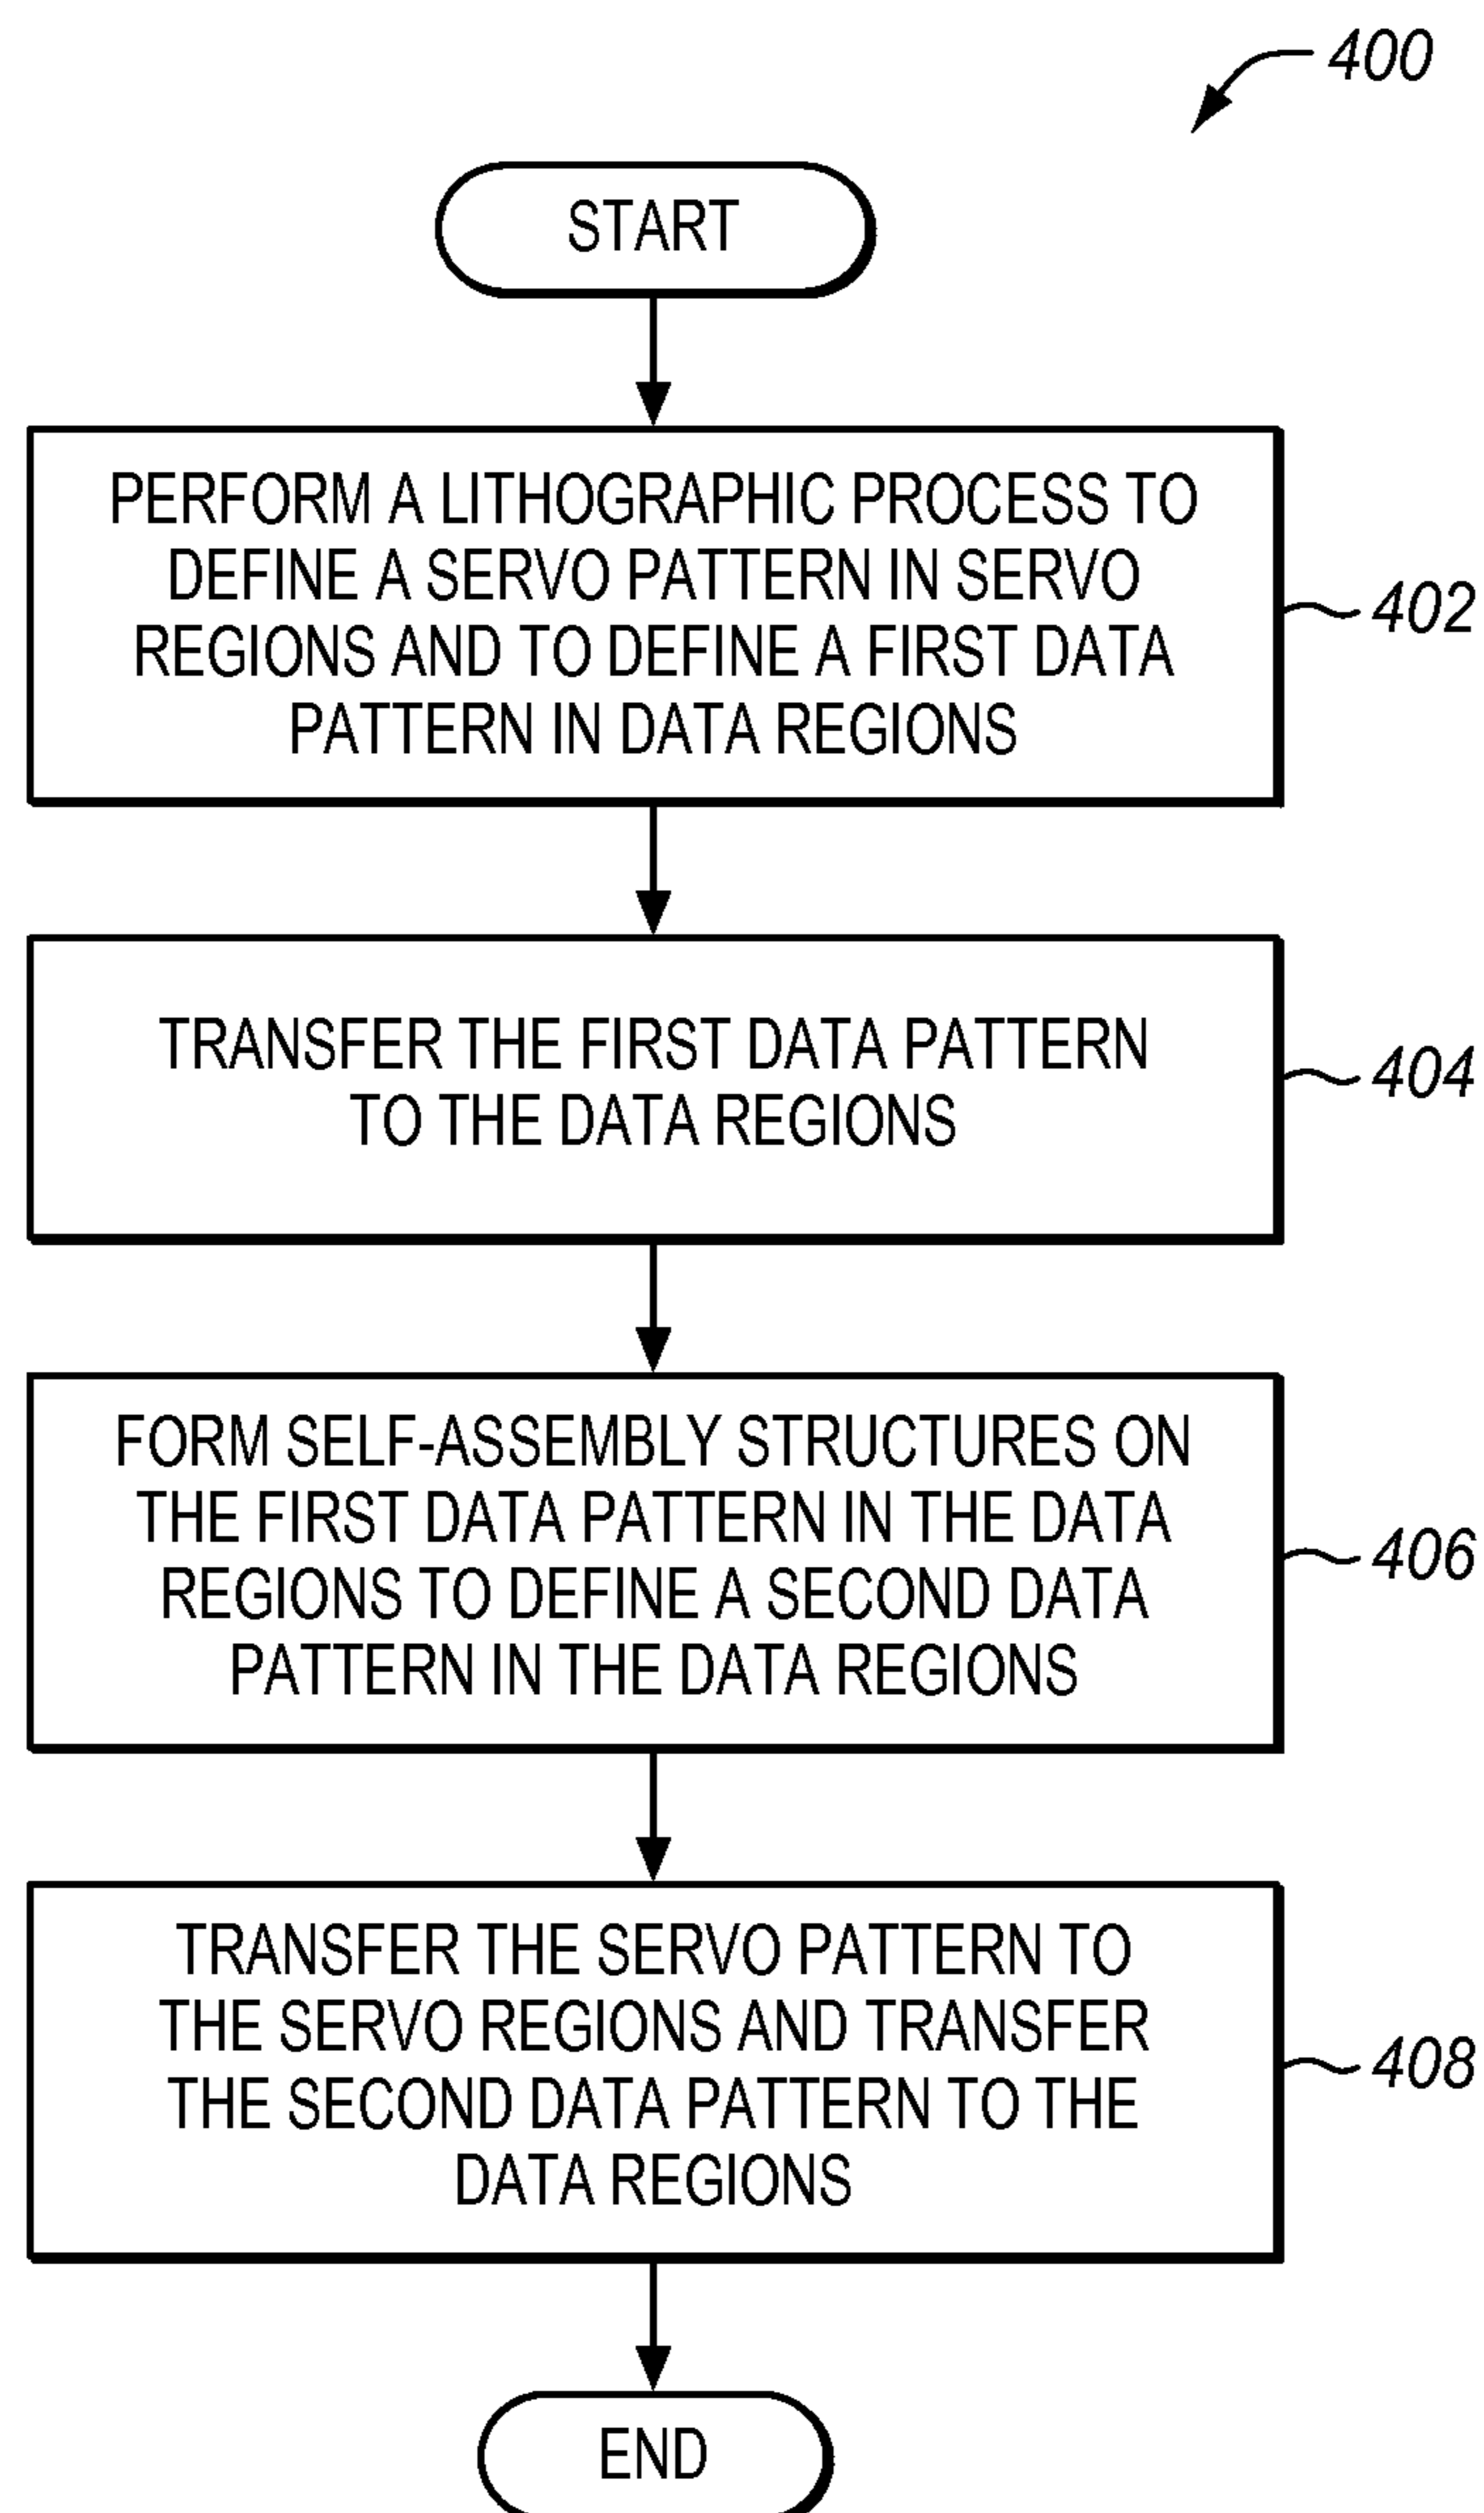 400
START
PERFORM A LITHOGRAPHIC PROCESS TO
DEFINE A SERVO PATTERN IN SERVO
REGIONS AND TO DEFINE A FIRST DATA
PATTERN IN DATA REGIONS
402
TRANSFER THE FIRST DATA PATTERN
TO THE DATA REGIONS
404
FORM SELF-ASSEMBLY STRUCTURES ON
THE FIRST DATA PATTERN IN THE DATA
REGIONS TO DEFINE A SECOND DATA
PATTERN IN THE DATA REGIONS
406
TRANSFER THE SERVO PATTERN TO
THE SERVO REGIONS AND TRANSFER
THE SECOND DATA PATTERN TO THE
DATA REGIONS
408
END